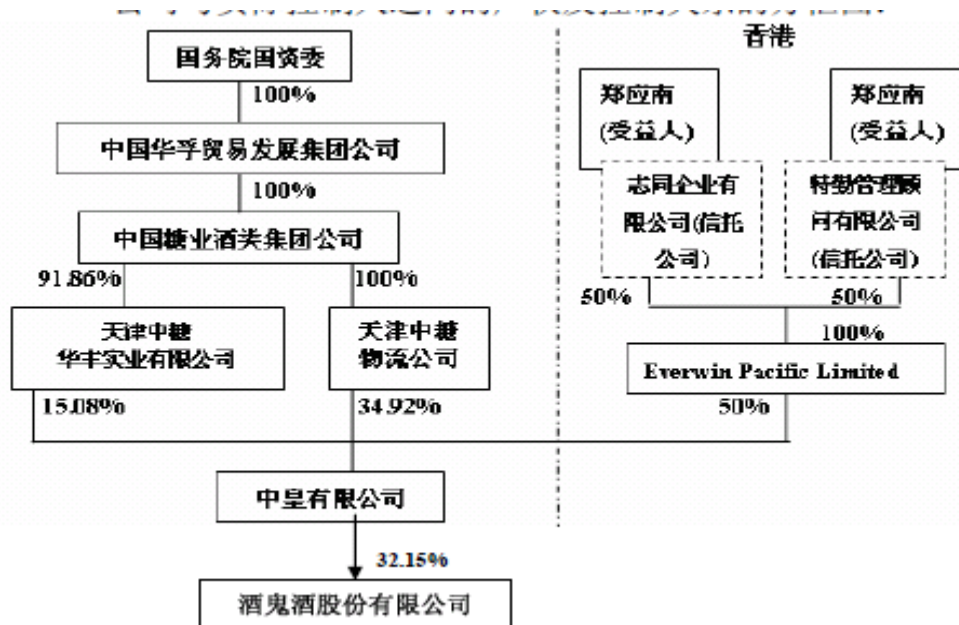 香港
国务院国资委
100%
中国华孚贸易发展集团公司
100%
中国糖业酒类集团公司
91.86%
100%
天津中糖
华丰实业有限公司
天津中糖
物流公司
15.08%
34.92%
郑应南
(受益人)
郑应南
(受益人)
志同企业有
限公司(信托
公司)
特勤管理顾
问有限公司
(信托公司)
50%
50%
100%
Everwin Pacific Limited
50%
中皇有限公司
32.15%
酒鬼酒股份有限公司